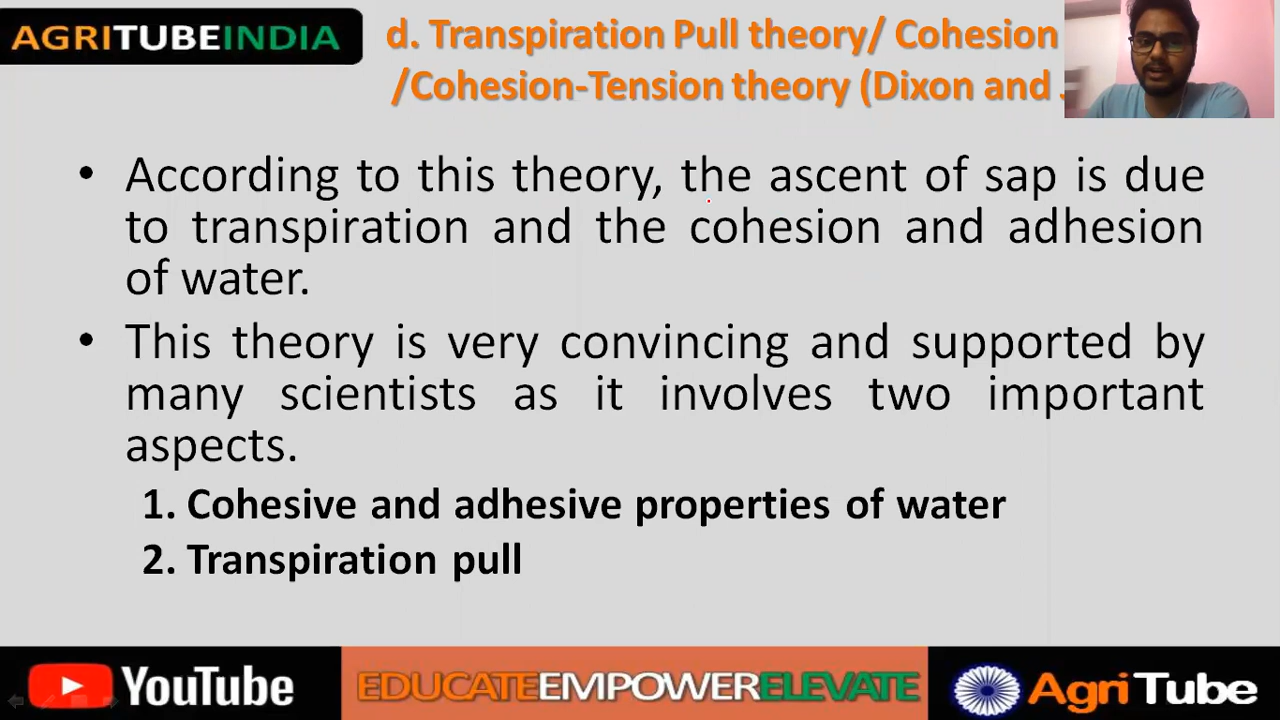 AGRITUBEINDIA
d. Transpiration Pull theory/ Cohesion
/Cohesion-Tension theory (Dixon and
• According to this theory, the ascent of sap is due
to transpiration and the cohesion and adhesion
of water.
• This theory is very convincing and supported by
many scientists as it involves two important
aspects.
1. Cohesive and adhesive properties of water
2. Transpiration pull
YouTube
EDUCATEEMPOWERELEVATE
AgriTube